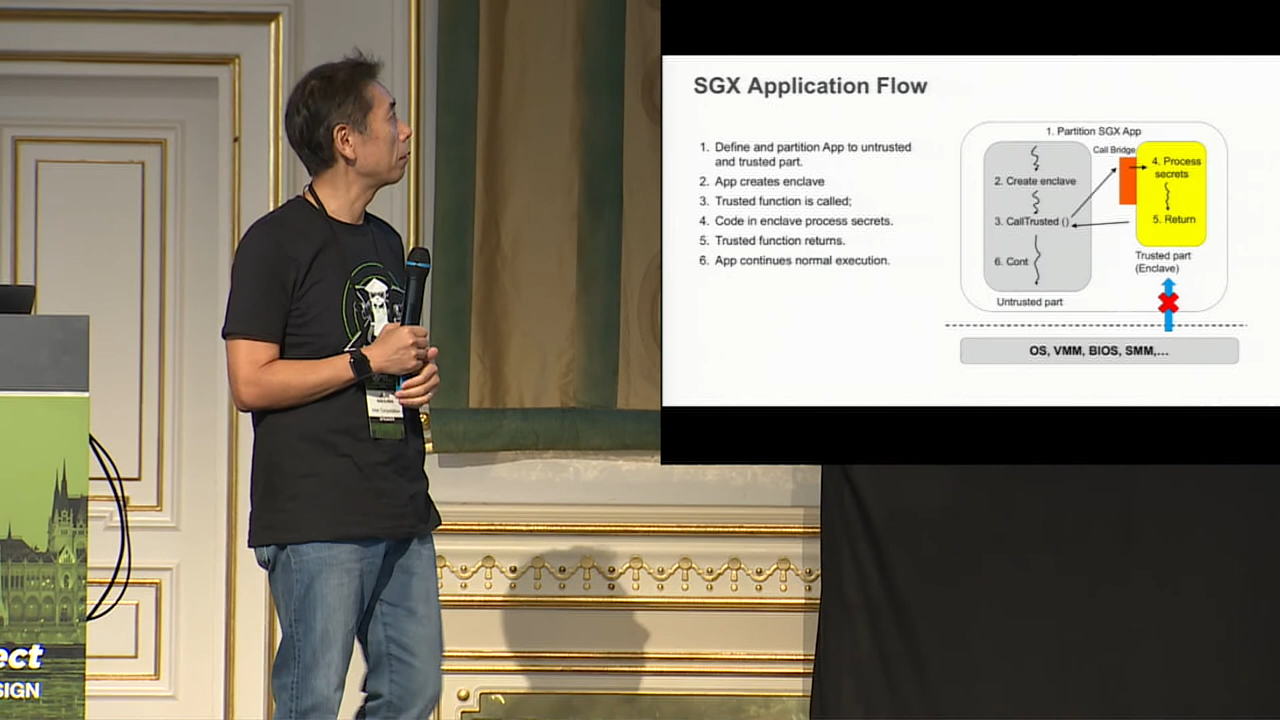 SGX Application Flow
1. Define and partition App to untrusted
and trusted part.
2. App creates enclave
3. Trusted function is called;
4. Code in enclave process secrets.
5. Trusted function returns.
6. App continues normal execution.
1. Partition SGX App
Call Bridge
2. Create enclave
3. CallTrusted ()
6. Cont
Untrusted part
4. Process
secrets
5. Return
Trusted part
(Enclave)
OS, VMM, BIOS, SMM,...
ect
SIGN